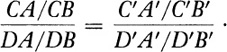 CA/CB / DA/DB = C′A′/C′B′ / D′A′/D′B′ ·